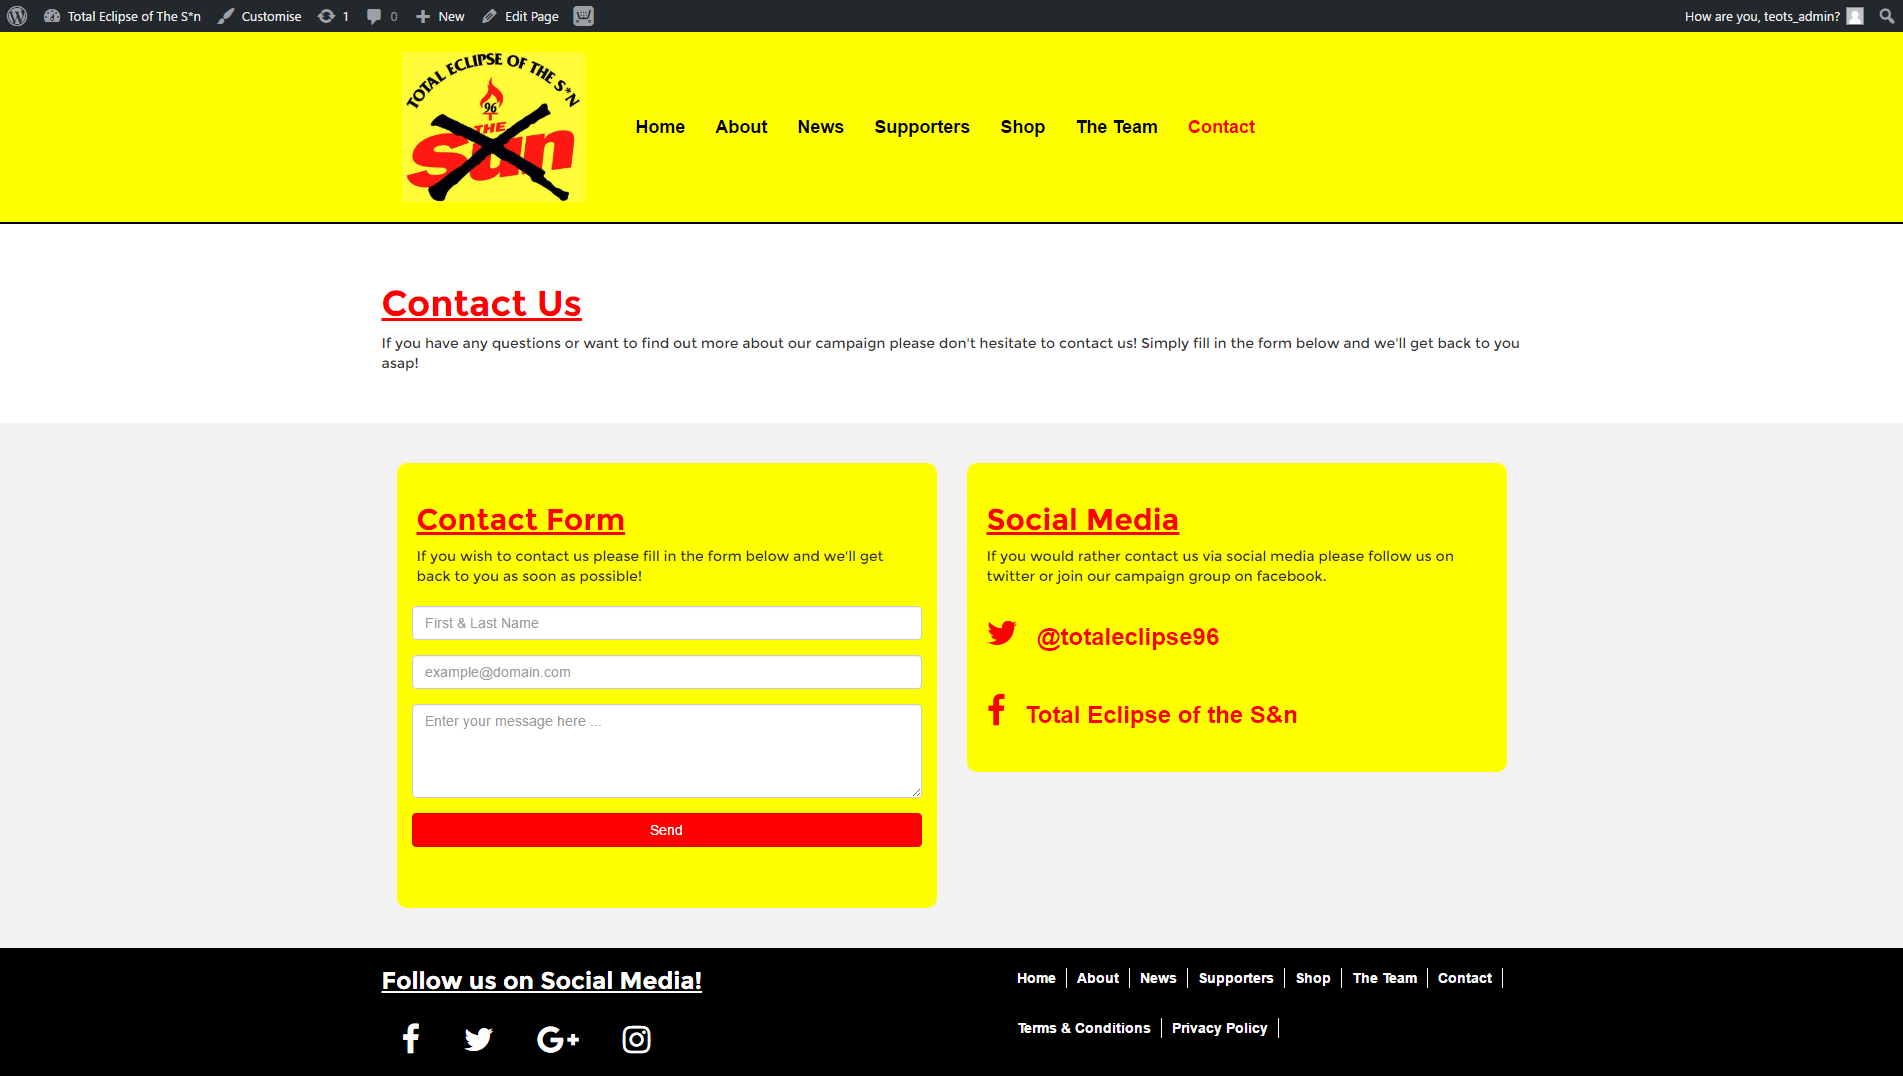 Total Eclipse of The S*n Customise 1 0 New Edit Page How are you, teots_admin?
TOTAL ECLIPSE OF THE S*N
96
THE
Sun
Home About News Supporters Shop The Team Contact
Contact Us
If you have any questions or want to find out more about our campaign please don't hesitate to contact us! Simply fill in the form below and we'll get back to you
asap!
Contact Form
If you wish to contact us please fill in the form below and we'll get
back to you as soon as possible!
First & Last Name
example@domain.com
Enter your message here ...
Send
Social Media
If you would rather contact us via social media please follow us on
twitter or join our campaign group on facebook.
@totaleclipse96
Total Eclipse of the S&n
Follow us on Social Media!
Home About News Supporters Shop The Team Contact
Terms & Conditions Privacy Policy